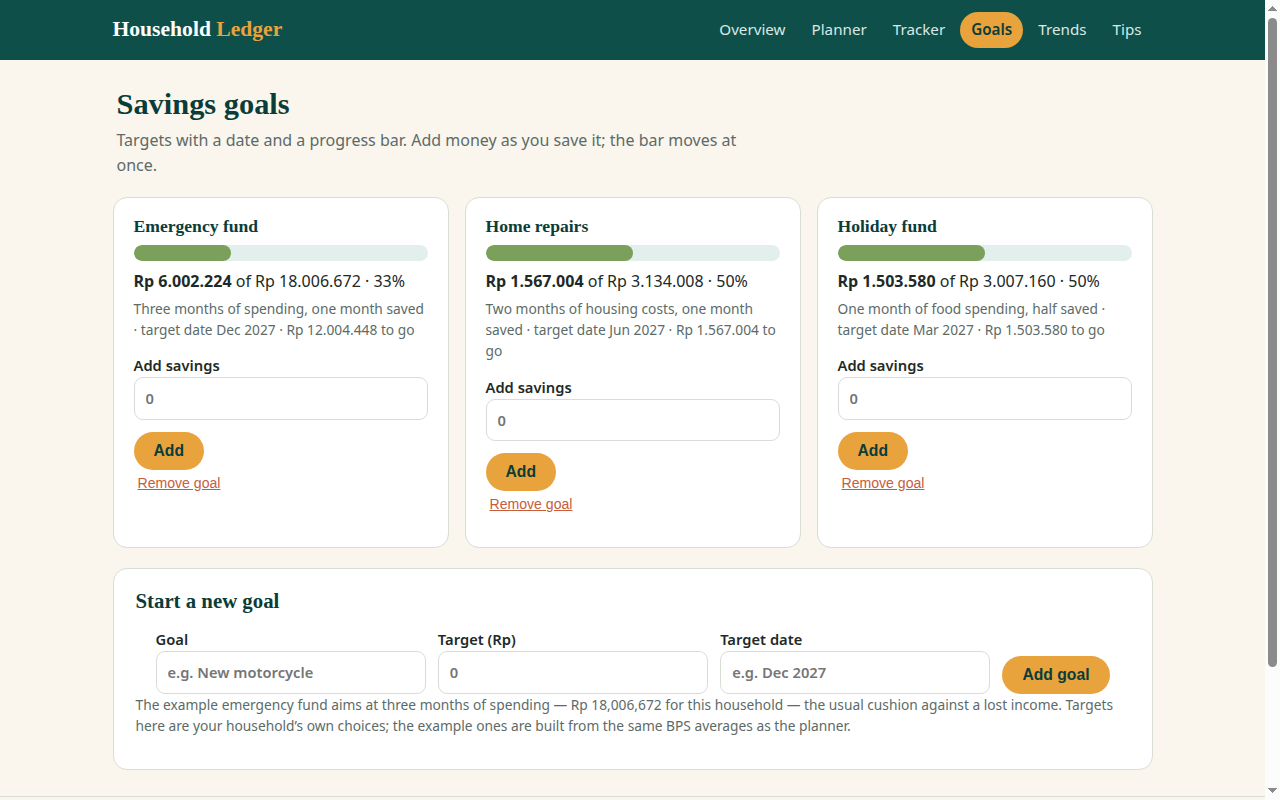 Household Ledger
Overview Planner Tracker Goals Trends Tips
Savings goals
Targets with a date and a progress bar. Add money as you save it; the bar moves at
once.
Emergency fund
Rp 6.002.224 of Rp 18.006.672 · 33%
Three months of spending, one month saved
· target date Dec 2027 · Rp 12.004.448 to go
Add savings
0
Add
Remove goal
Home repairs
Rp 1.567.004 of Rp 3.134.008 · 50%
Two months of housing costs, one month
saved · target date Jun 2027 · Rp 1.567.004 to
go
Add savings
0
Add
Remove goal
Holiday fund
Rp 1.503.580 of Rp 3.007.160 · 50%
One month of food spending, half saved ·
target date Mar 2027 · Rp 1.503.580 to go
Add savings
0
Add
Remove goal
Start a new goal
Goal
e.g. New motorcycle
Target (Rp)
0
Target date
e.g. Dec 2027
Add goal
The example emergency fund aims at three months of spending — Rp 18,006,672 for this household — the usual cushion against a lost income. Targets
here are your household’s own choices; the example ones are built from the same BPS averages as the planner.